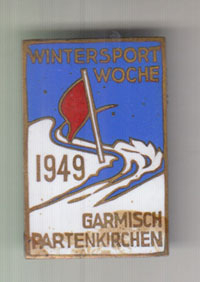 WINTERSPORT
WOCHE
1949
GARMISCH
PARTENKIRCHEN